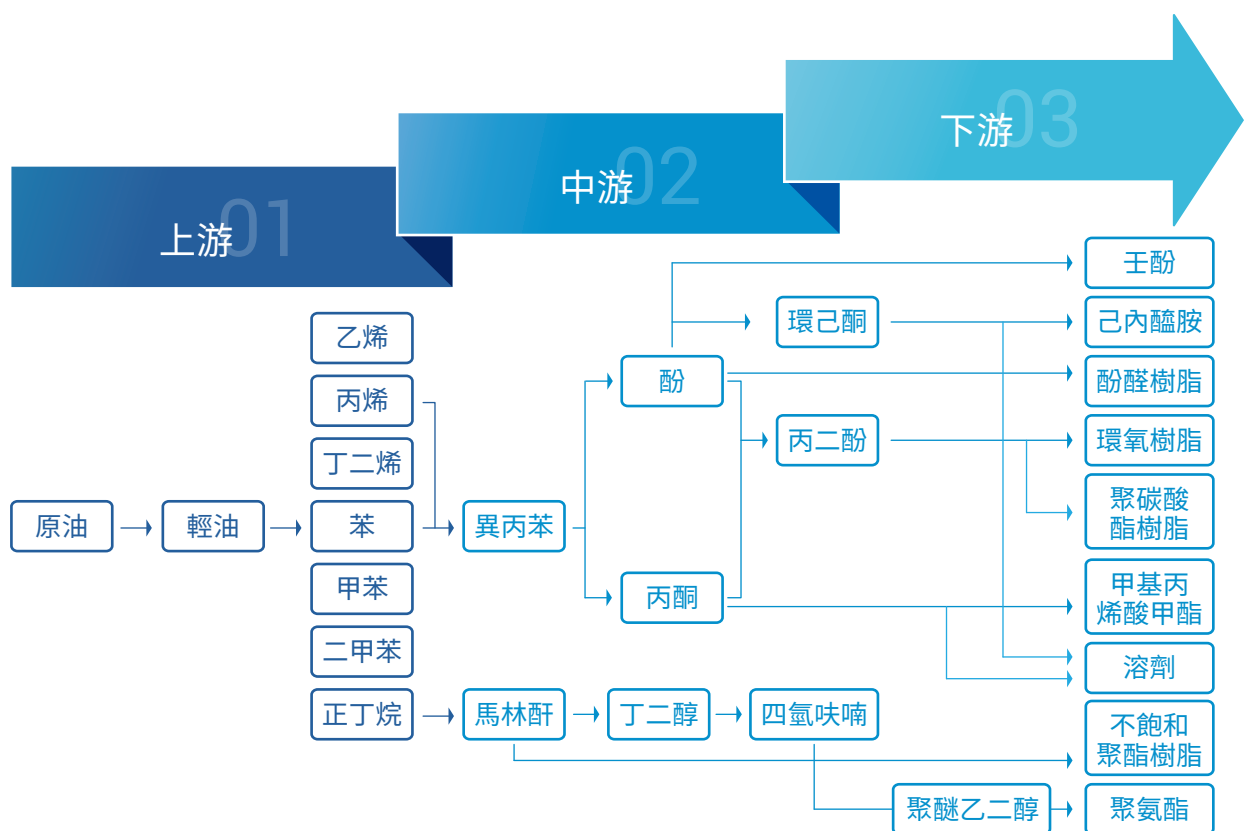 上游01
中游02
下游03
原油
輕油
乙烯
丙烯
丁二烯
苯
甲苯
二甲苯
正丁烷
異丙苯
酚
丙酮
環己酮
丙二酚
馬林酐
丁二醇
四氫呋喃
聚醚乙二醇
壬酚
己內醯胺
酚醛樹脂
環氧樹脂
聚碳酸
酯樹脂
甲基丙
烯酸甲酯
溶劑
不飽和
聚酯樹脂
聚氨酯